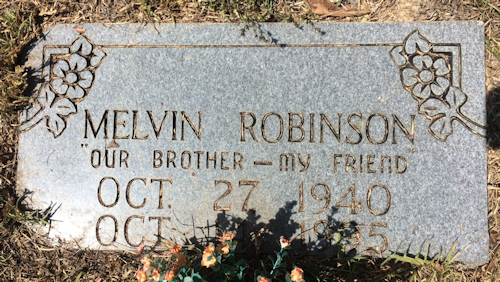 MELVIN ROBINSON
"OUR BROTHER — MY FRIEND"
OCT. 27 1940
OCT.